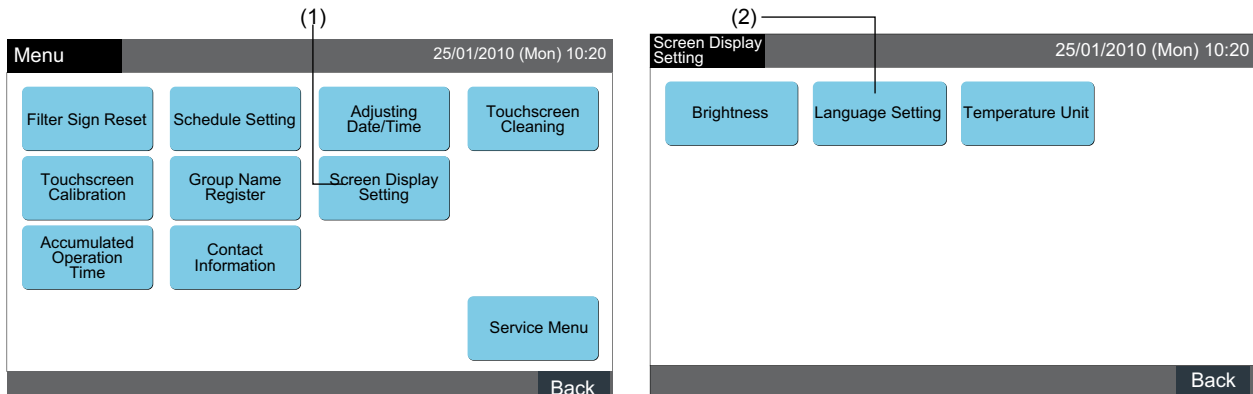 (1)
Menu
25/01/2010 (Mon) 10:20
Filter Sign Reset
Schedule Setting
Adjusting
Date/Time
Touchscreen
Cleaning
Touchscreen
Calibration
Group Name
Register
Screen Display
Setting
Accumulated
Operation
Time
Contact
Information
Service Menu
Back
(2)
Screen Display
Setting
25/01/2010 (Mon) 10:20
Brightness
Language Setting
Temperature Unit
Back